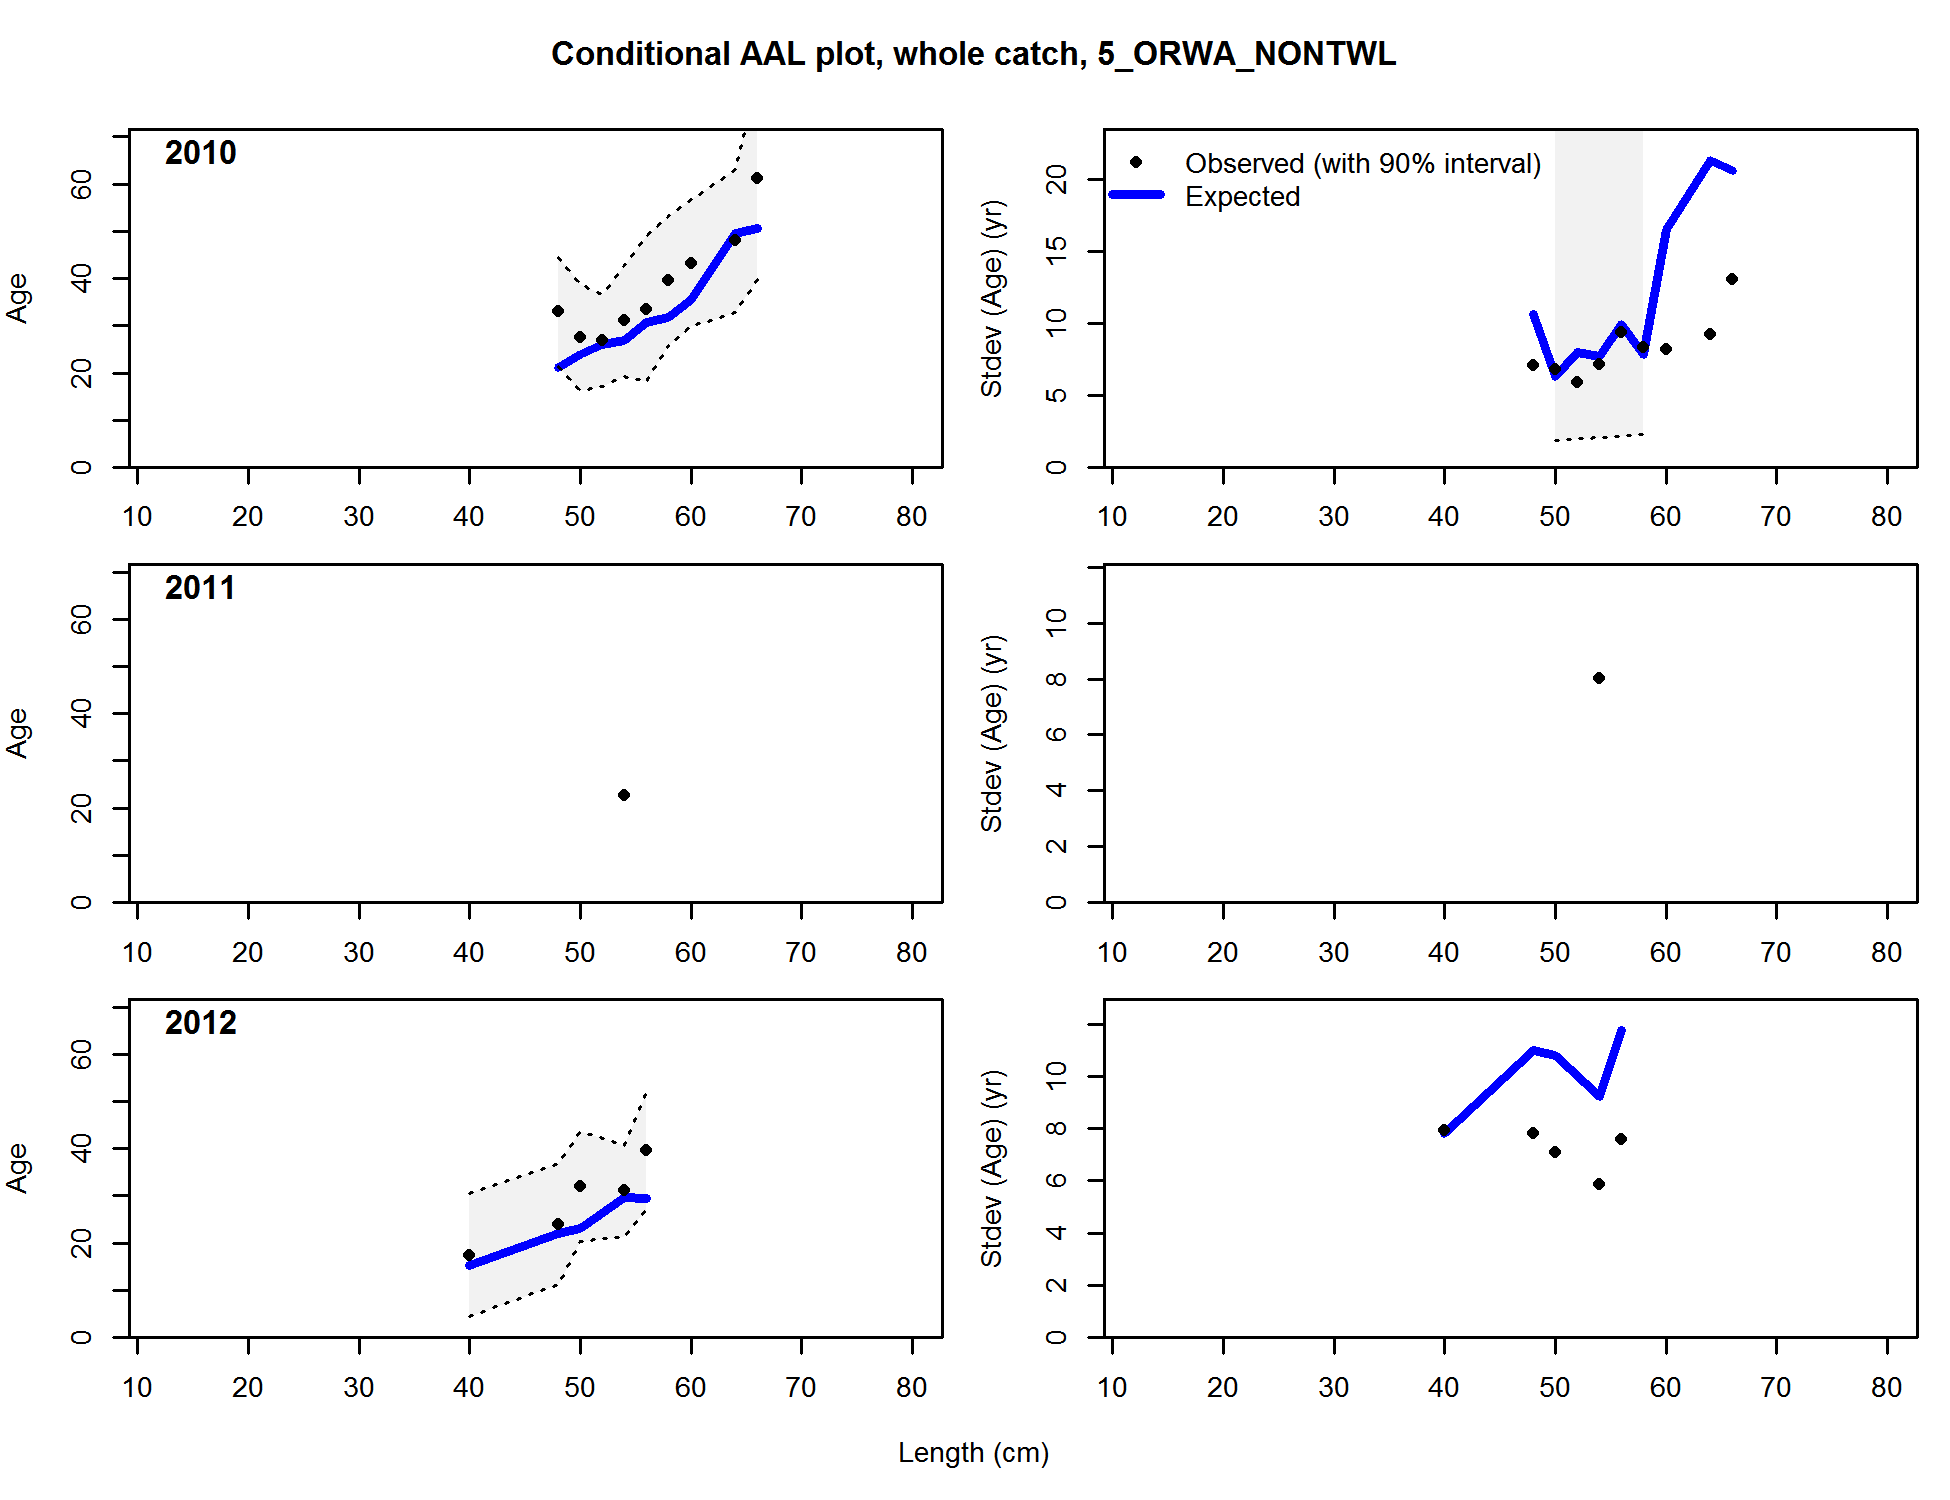 Conditional AAL plot, whole catch, 5_ORWA_NONTWL
2010
Age
0 20 40 60
10 20 30 40 50 60 70 80
Observed (with 90% interval)
Expected
Stdev (Age) (yr)
0 5 10 15 20
10 20 30 40 50 60 70 80
2011
Age
0 20 40 60
10 20 30 40 50 60 70 80
Stdev (Age) (yr)
0 2 4 6 8 10
10 20 30 40 50 60 70 80
2012
Age
0 20 40 60
10 20 30 40 50 60 70 80
Stdev (Age) (yr)
0 2 4 6 8 10
10 20 30 40 50 60 70 80
Length (cm)